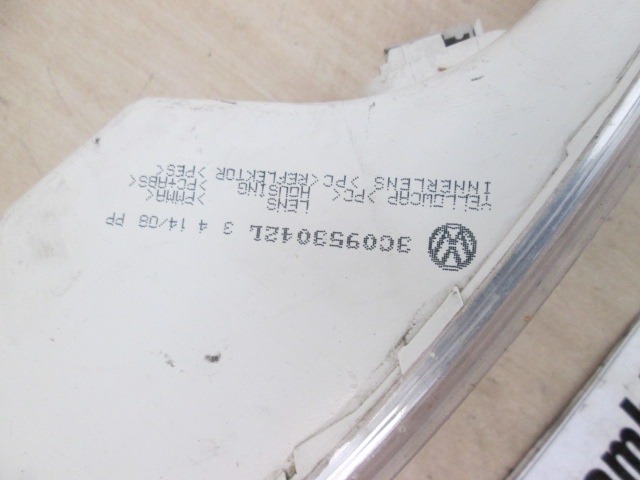 3C0953042L 3 4 14/08 PP
YELLOWCAP >PC< LENS >PMMA<
INNERLENS >PC< HOUSING >PC+ABS<
REFLEKTOR >PES<